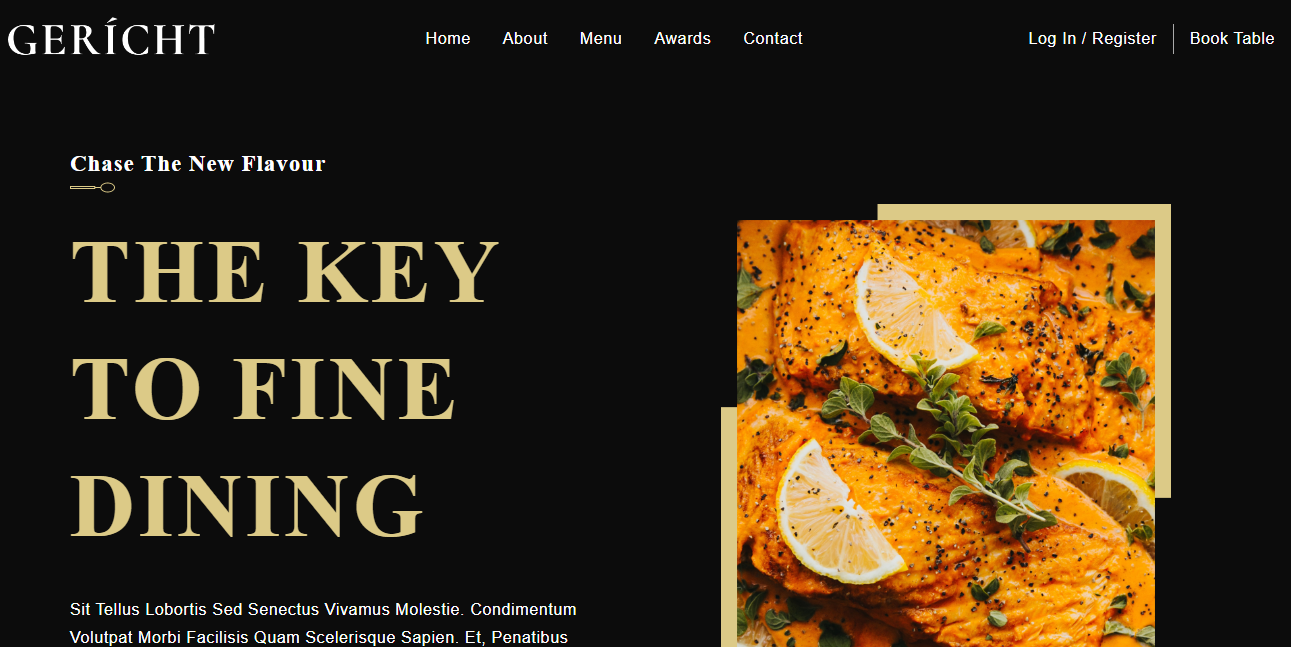 GERÍCHT
Home About Menu Awards Contact
Log In / Register Book Table
Chase The New Flavour
THE KEY
TO FINE
DINING
Sit Tellus Lobortis Sed Senectus Vivamus Molestie. Condimentum
Volutpat Morbi Facilisis Quam Scelerisque Sapien. Et, Penatibus